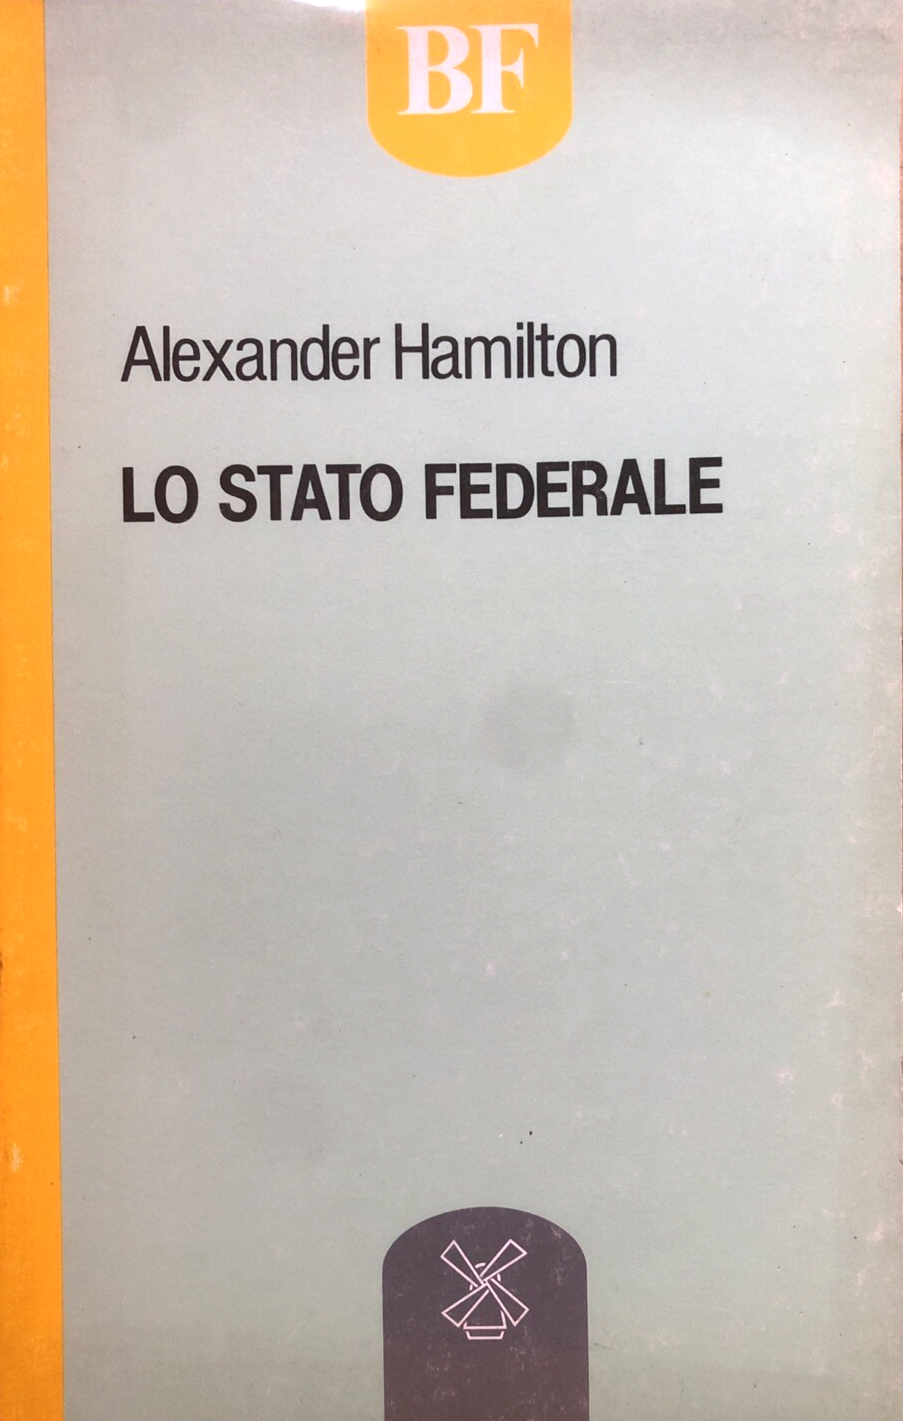 BF
Alexander Hamilton
LO STATO FEDERALE